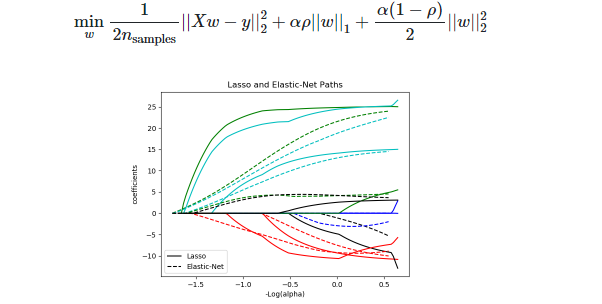 min_w 1 / 2n_samples ||Xw − y||_2^2 + αρ||w||_1 + α(1 − ρ) / 2 ||w||_2^2
Lasso and Elastic-Net Paths
coefficients
25
20
15
10
5
0
−5
−10
Lasso
Elastic-Net
−1.5 −1.0 −0.5 0.0 0.5
-Log(alpha)